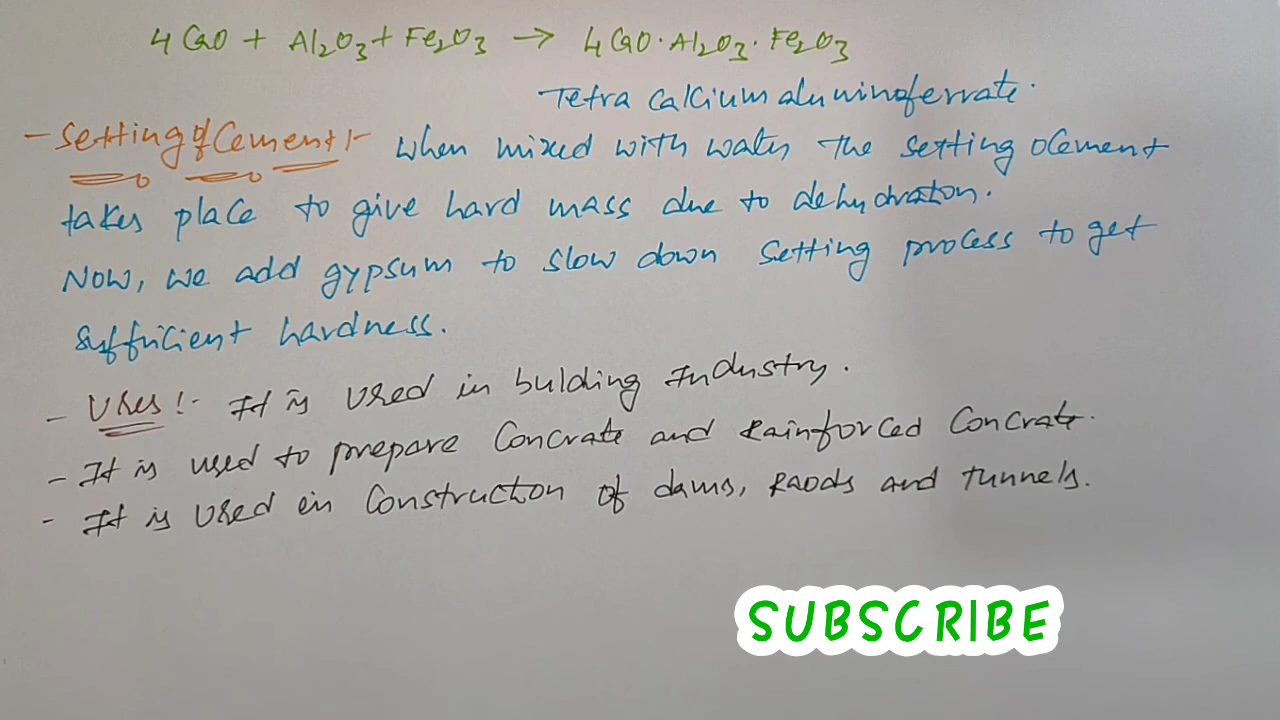 4 CaO + Al₂O₃ + Fe₂O₃ → 4 CaO · Al₂O₃ · Fe₂O₃
Tetra calcium aluminoferrate.
- Setting of Cement :- When mixed with water the setting of Cement
takes place to give hard mass due to dehydration.
Now, we add gypsum to slow down setting process to get
sufficient hardness.
- Uses :- It is used in bulding Industry.
- It is used to prepare Concrate and Rainforced Concrate.
- It is used in Construction of dams, Raods and tunnels.
SUBSCRIBE